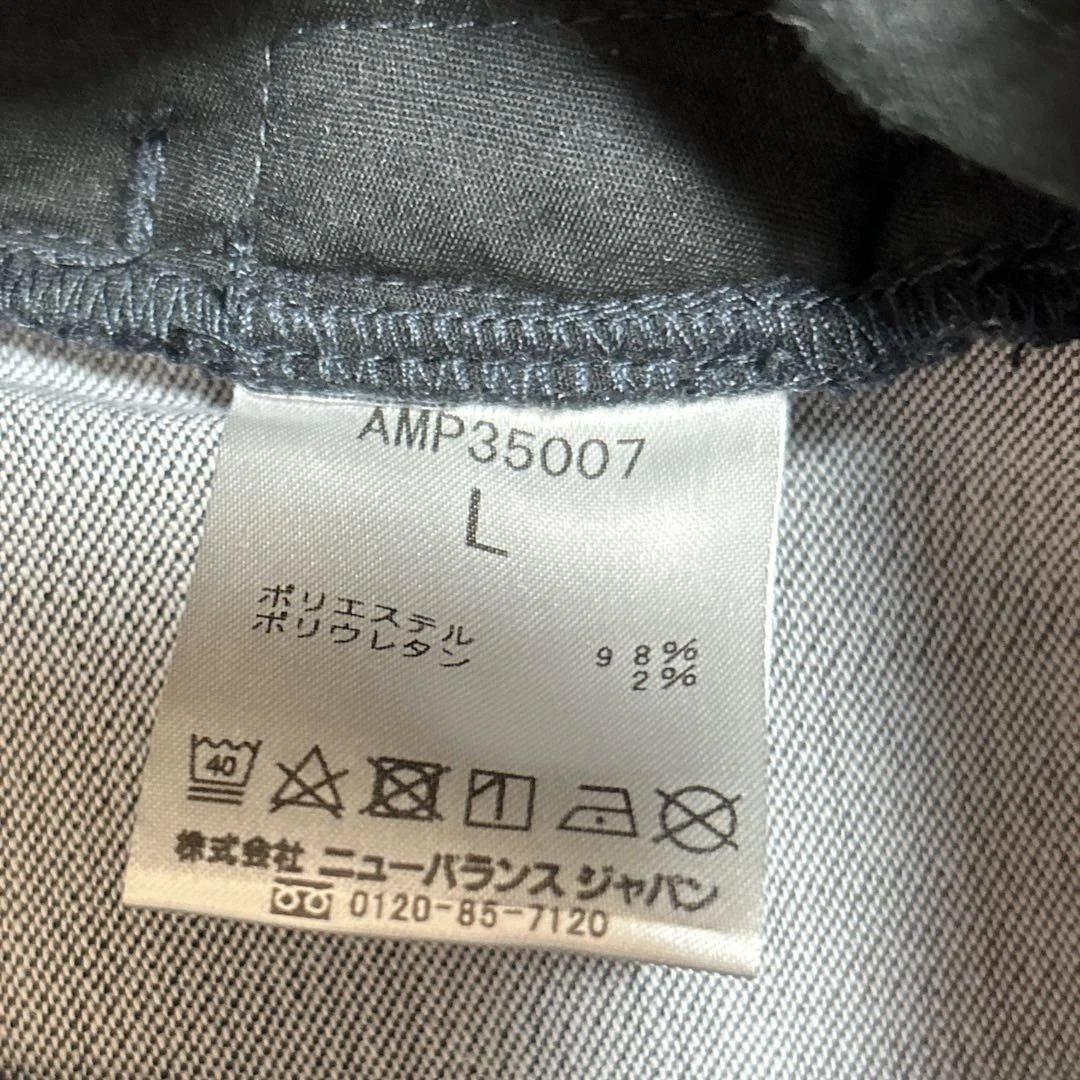 AMP35007
L
ポリエステル 98%
ポリウレタン 2%
40
株式会社 ニューバランス ジャパン
0120-85-7120